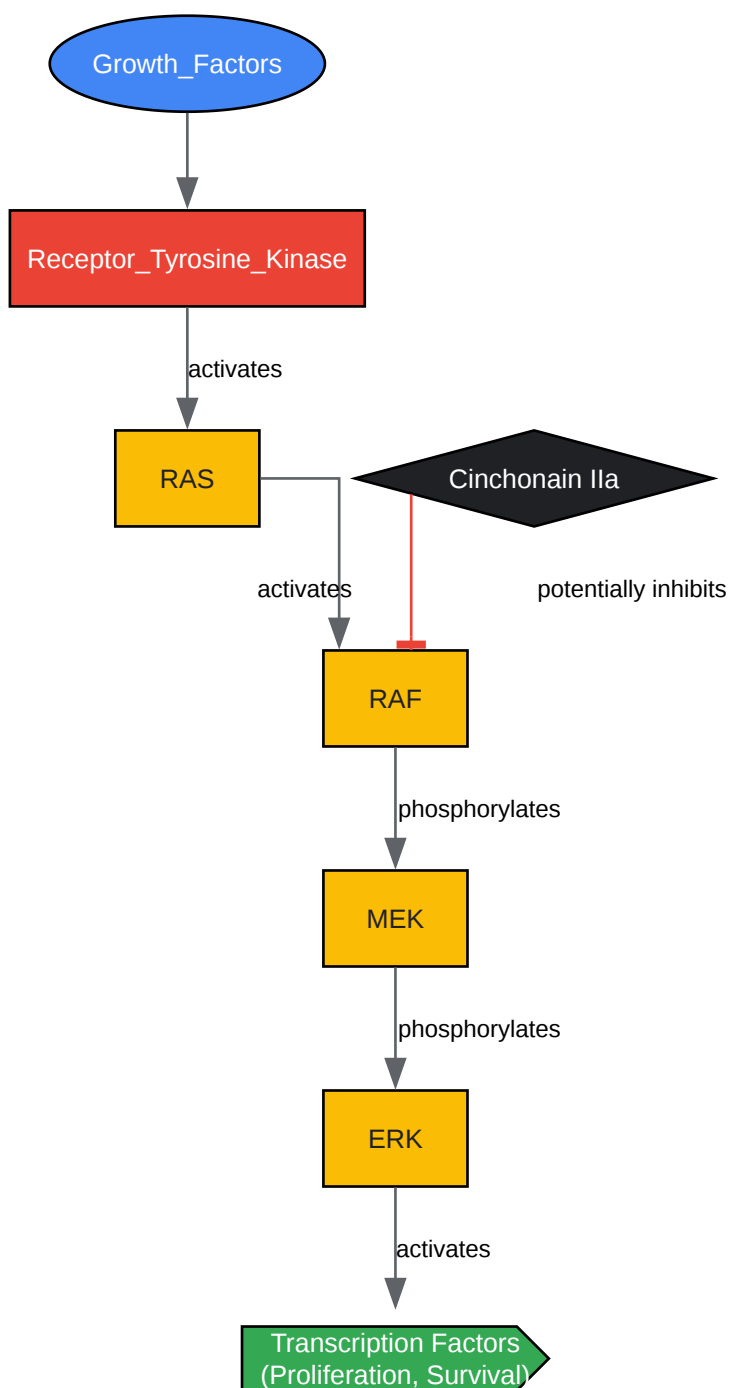 Growth_Factors
Receptor_Tyrosine_Kinase
activates
RAS
Cinchonain IIa
activates
potentially inhibits
RAF
phosphorylates
MEK
phosphorylates
ERK
activates
Transcription Factors
(Proliferation, Survival)